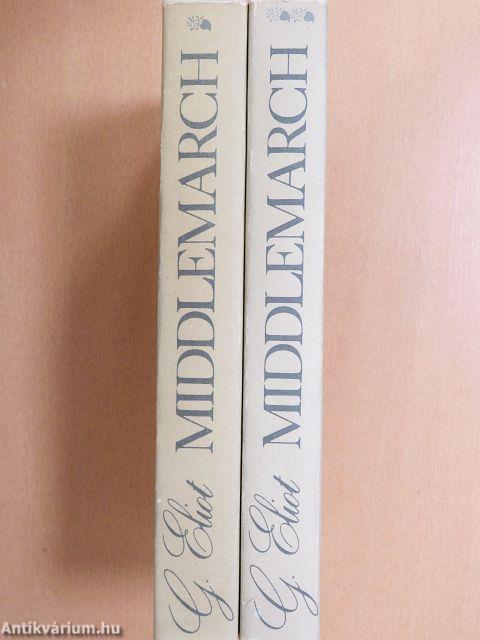 G. Eliot MIDDLEMARCH
G. Eliot MIDDLEMARCH
Antikvárium.hu